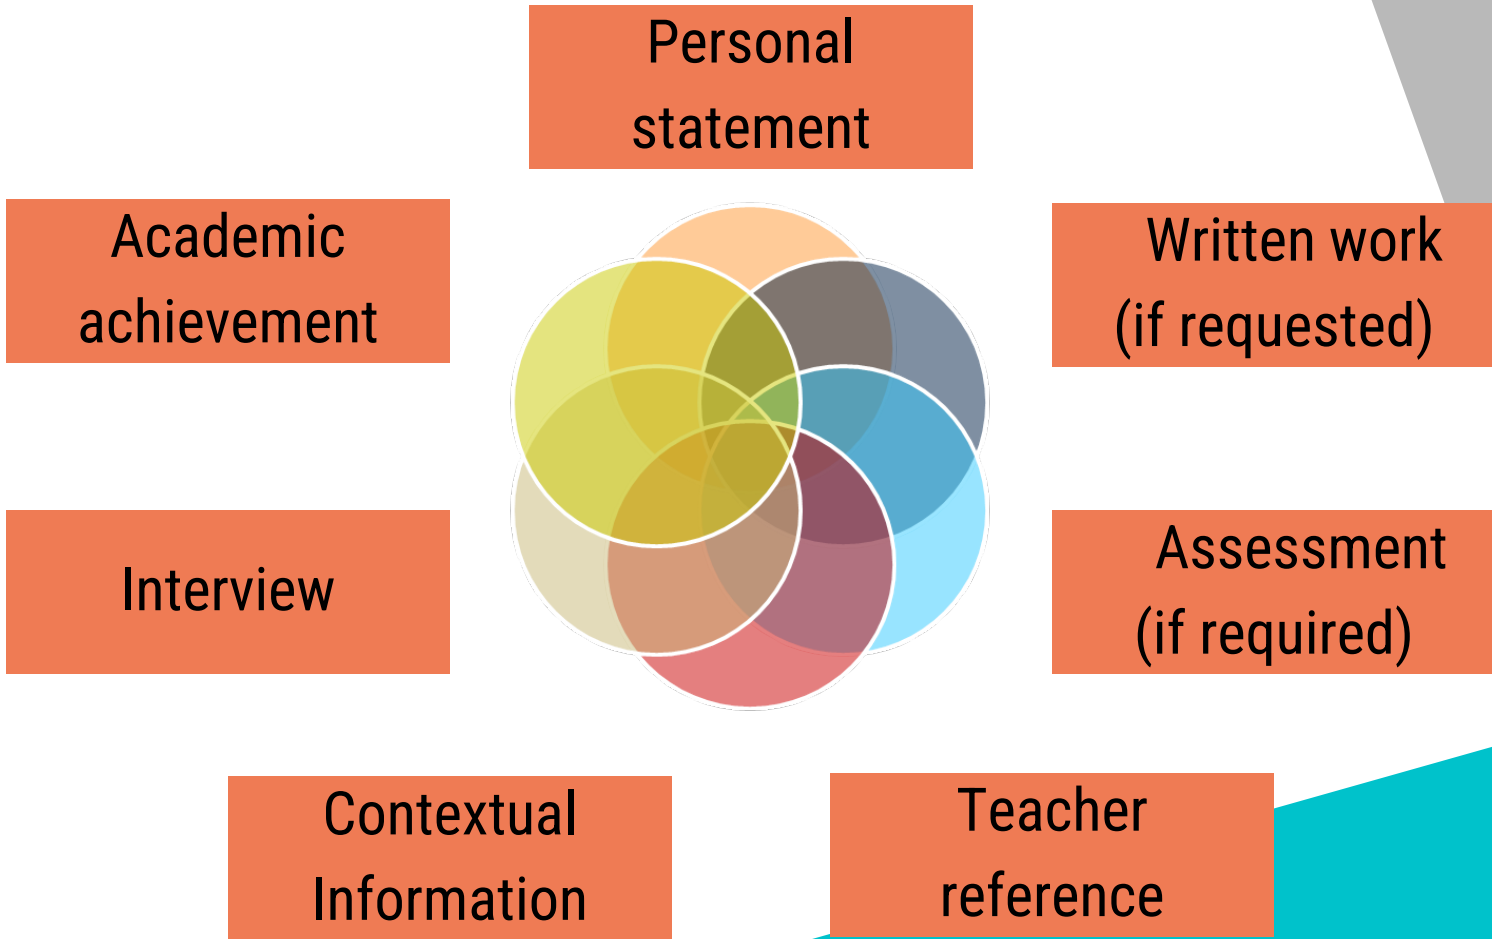 Personal
statement
Academic
achievement
Written work
(if requested)
Interview
Assessment
(if required)
Contextual
Information
Teacher
reference